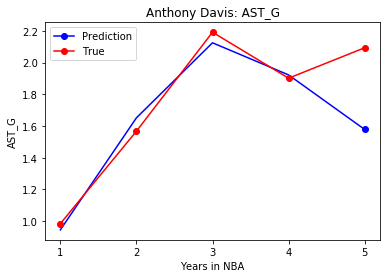 Anthony Davis: AST_G
Prediction
True
AST_G
2.2
2.0
1.8
1.6
1.4
1.2
1.0
1 2 3 4 5
Years in NBA